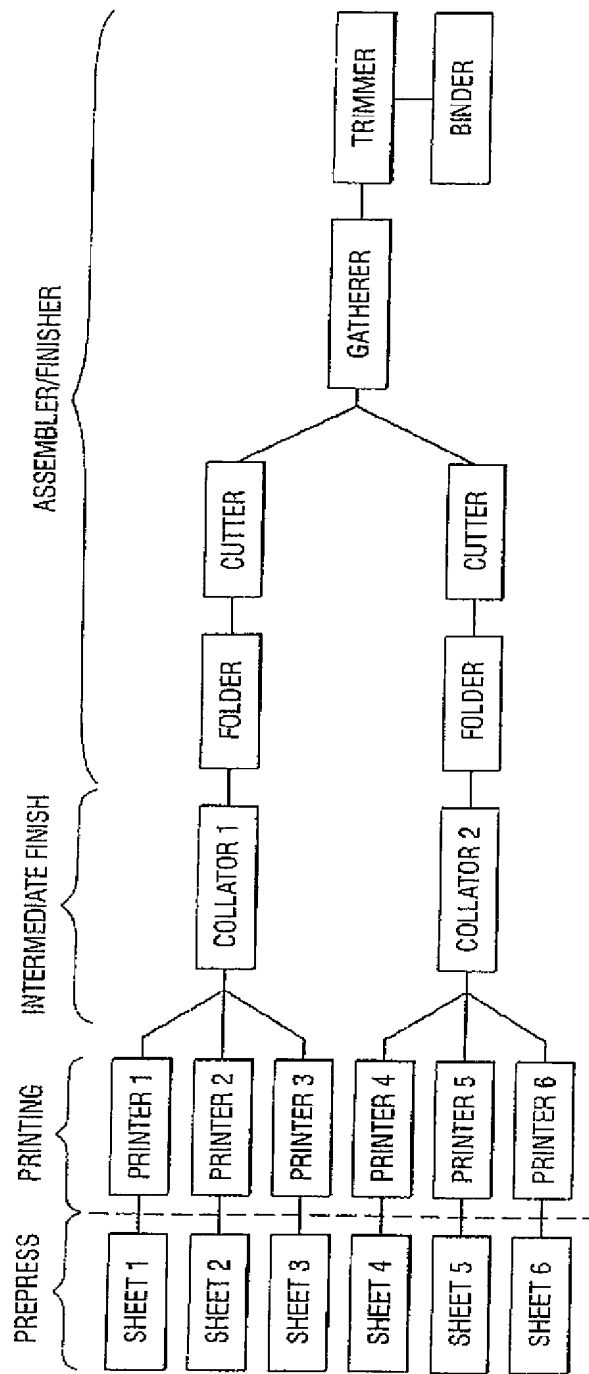 PREPRESS
PRINTING
INTERMEDIATE FINISH
ASSEMBLER/FINISHER
SHEET 1
PRINTER 1
SHEET 2
PRINTER 2
SHEET 3
PRINTER 3
SHEET 4
PRINTER 4
SHEET 5
PRINTER 5
SHEET 6
PRINTER 6
COLLATOR 1
FOLDER
CUTTER
COLLATOR 2
FOLDER
CUTTER
GATHERER
TRIMMER
BINDER